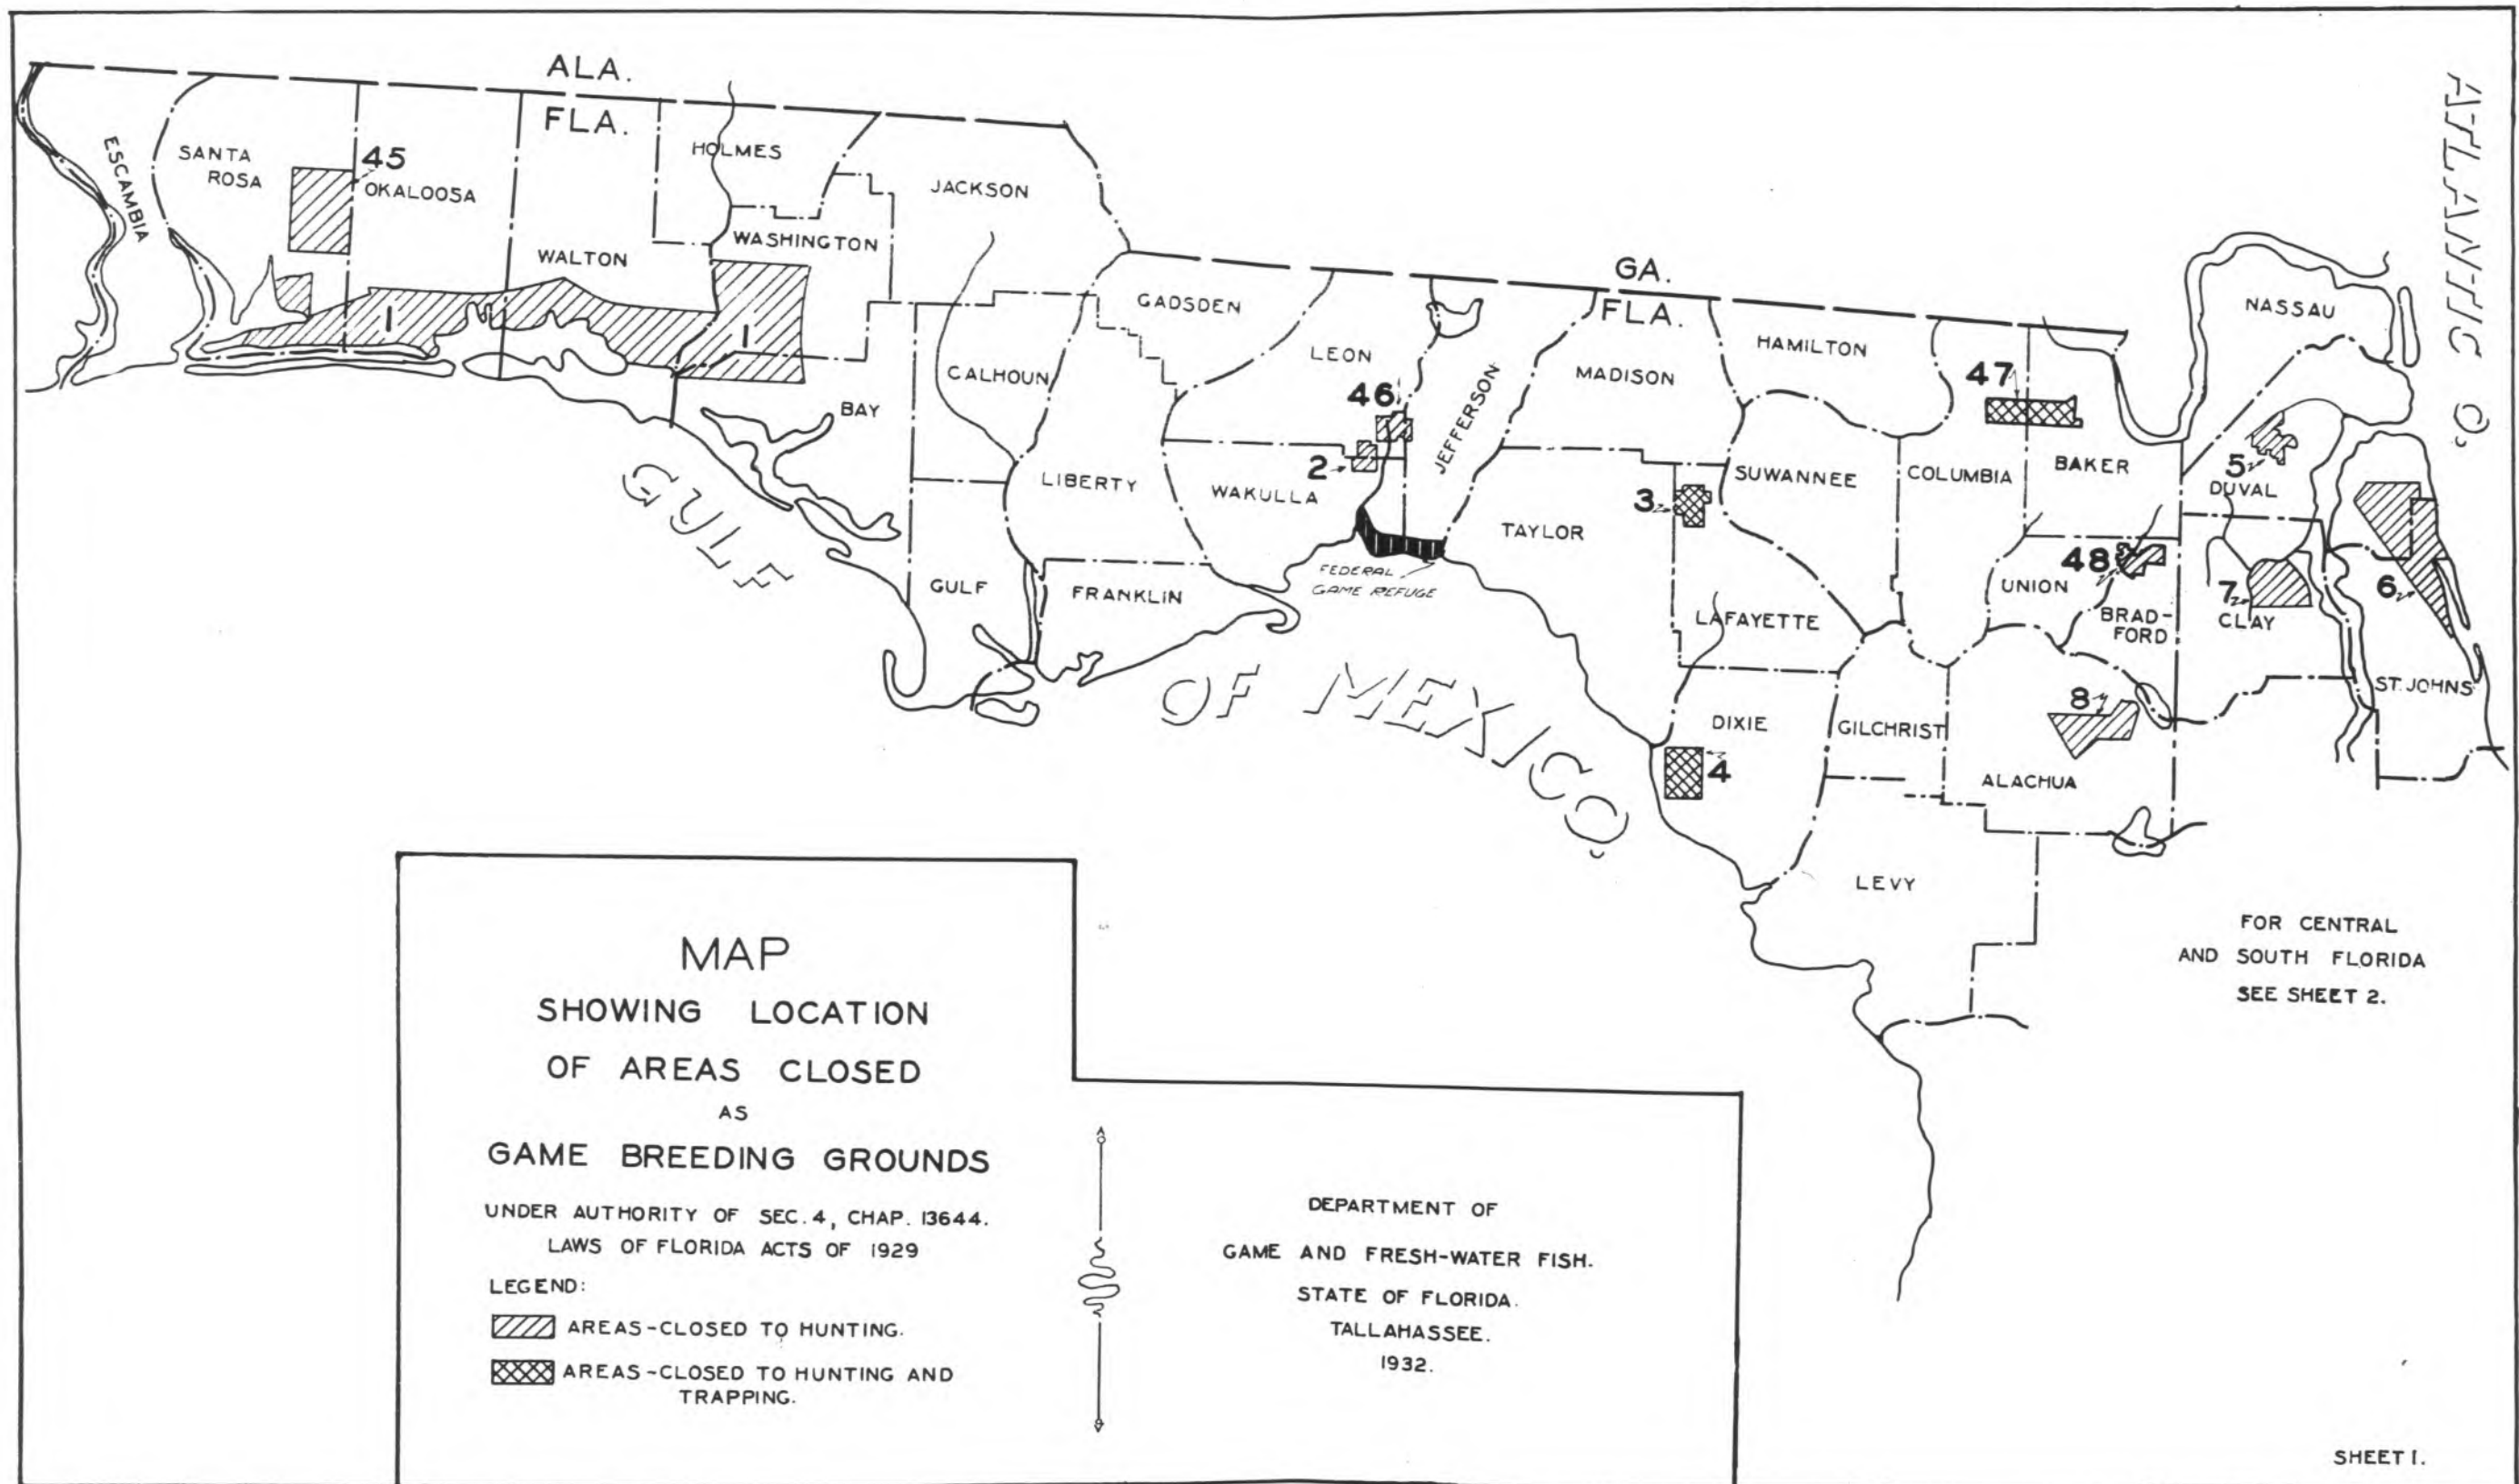 ALA.
FLA.
ESCAMBIA
SANTA
ROSA
45
OKALOOSA
WALTON
HOLMES
WASHINGTON
JACKSON
1
1
BAY
CALHOUN
GADSDEN
LIBERTY
GULF
FRANKLIN
LEON
46
2
WAKULLA
JEFFERSON
FEDERAL
GAME REFUGE
GA.
FLA.
MADISON
HAMILTON
TAYLOR
3
SUWANNEE
LAFAYETTE
COLUMBIA
47
BAKER
UNION
48
BRAD-
FORD
NASSAU
5
DUVAL
7
CLAY
6
ST. JOHNS
DIXIE
4
GILCHRIST
8
ALACHUA
LEVY
ATLANTIC O.
GULF
OF MEXICO
FOR CENTRAL
AND SOUTH FLORIDA
SEE SHEET 2.
MAP
SHOWING LOCATION
OF AREAS CLOSED
AS
GAME BREEDING GROUNDS
UNDER AUTHORITY OF SEC. 4, CHAP. 13644.
LAWS OF FLORIDA ACTS OF 1929
LEGEND:
AREAS-CLOSED TO HUNTING.
AREAS-CLOSED TO HUNTING AND
TRAPPING.
DEPARTMENT OF
GAME AND FRESH-WATER FISH.
STATE OF FLORIDA.
TALLAHASSEE.
1932.
SHEET 1.